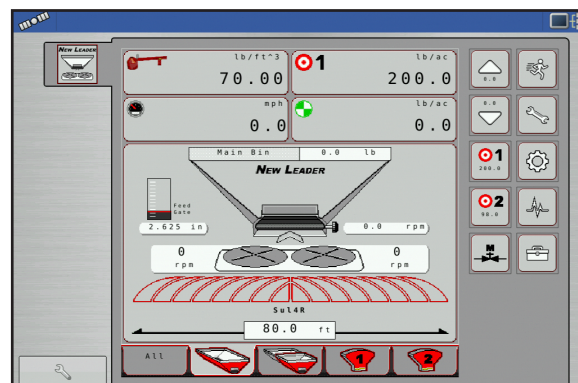 NEW LEADER
lb/ft^3
70.00
1
lb/ac
200.0
mph
0.0
lb/ac
0.0
Main Bin 0.0 lb
NEW LEADER
Feed
Gate
2.625 in
0.0 rpm
0
rpm
0
rpm
Sul4R
80.0 ft
All
1
2
0.0
0.0
1
200.0
2
90.0
M